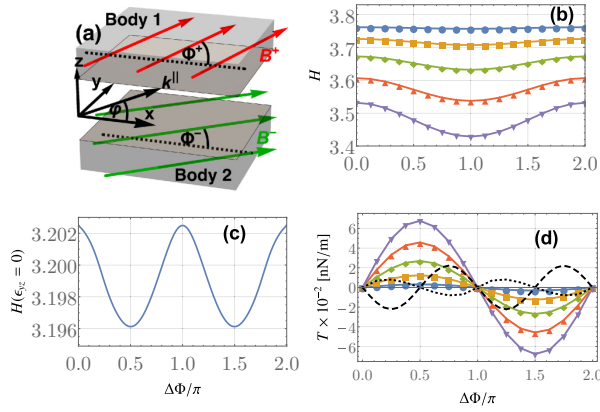 (a)
Body 1
Φ⁺
B⁺
z
y
k||
φ
x
Φ⁻
B⁻
Body 2
(b)
H
3.8
3.7
3.6
3.5
3.4
0.0 0.5 1.0 1.5 2.0
(c)
H(ϵyz = 0)
3.202
3.200
3.198
3.196
0.0 0.5 1.0 1.5 2.0
ΔΦ/π
(d)
T × 10⁻² [nN/m]
6
4
2
0
-2
-4
-6
0.0 0.5 1.0 1.5 2.0
ΔΦ/π